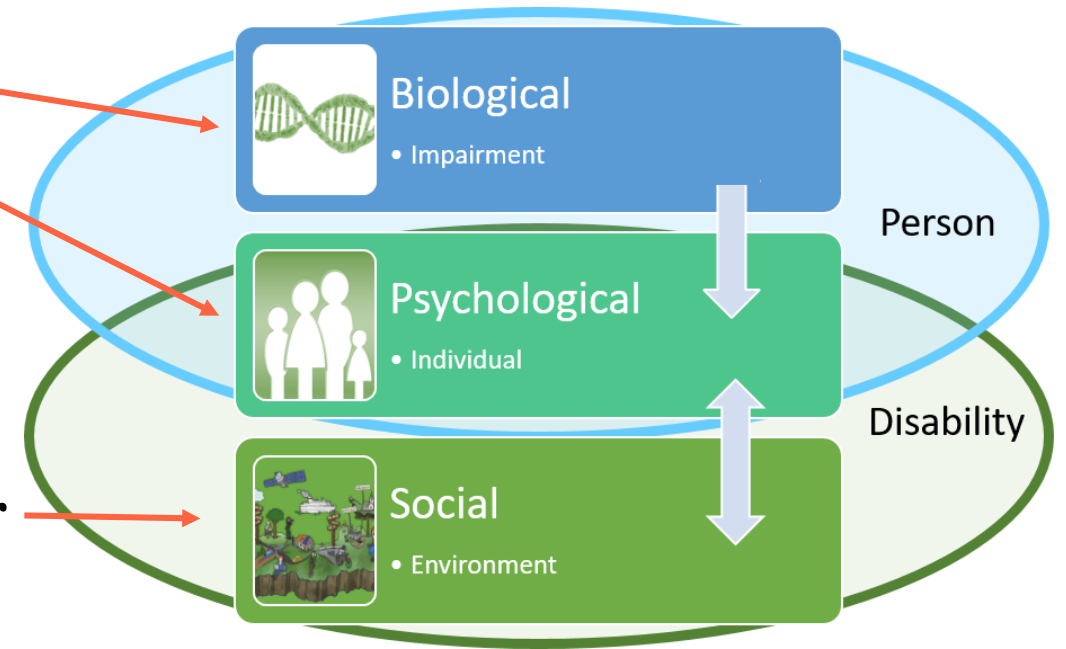 Biological
• Impairment
Person
Psychological
• Individual
Disability
Social
• Environment